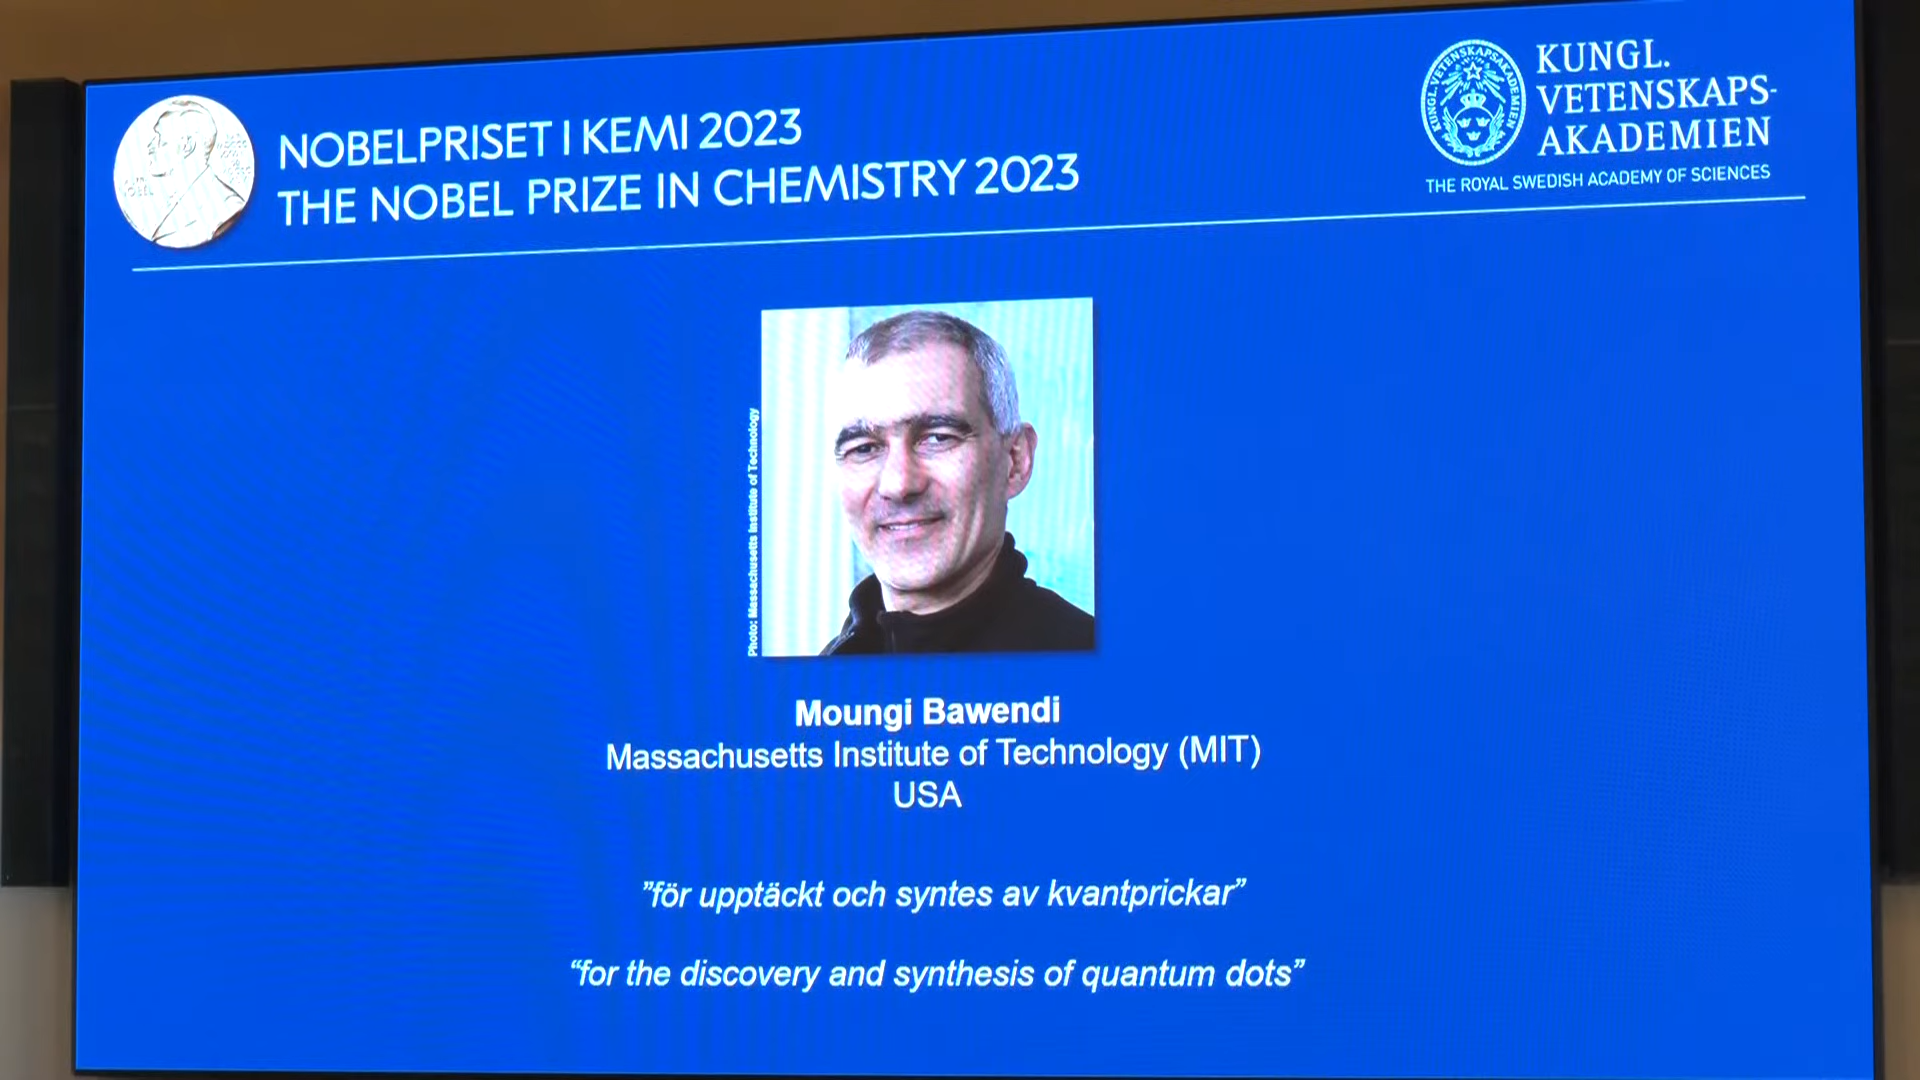 NOBELPRISET I KEMI 2023
THE NOBEL PRIZE IN CHEMISTRY 2023
KUNGL. VETENSKAPSAKADEMIEN
KUNGL.
VETENSKAPS-
AKADEMIEN
THE ROYAL SWEDISH ACADEMY OF SCIENCES
Photo: Massachusetts Institute of Technology
Moungi Bawendi
Massachusetts Institute of Technology (MIT)
USA
”för upptäckt och syntes av kvantprickar”
“for the discovery and synthesis of quantum dots”